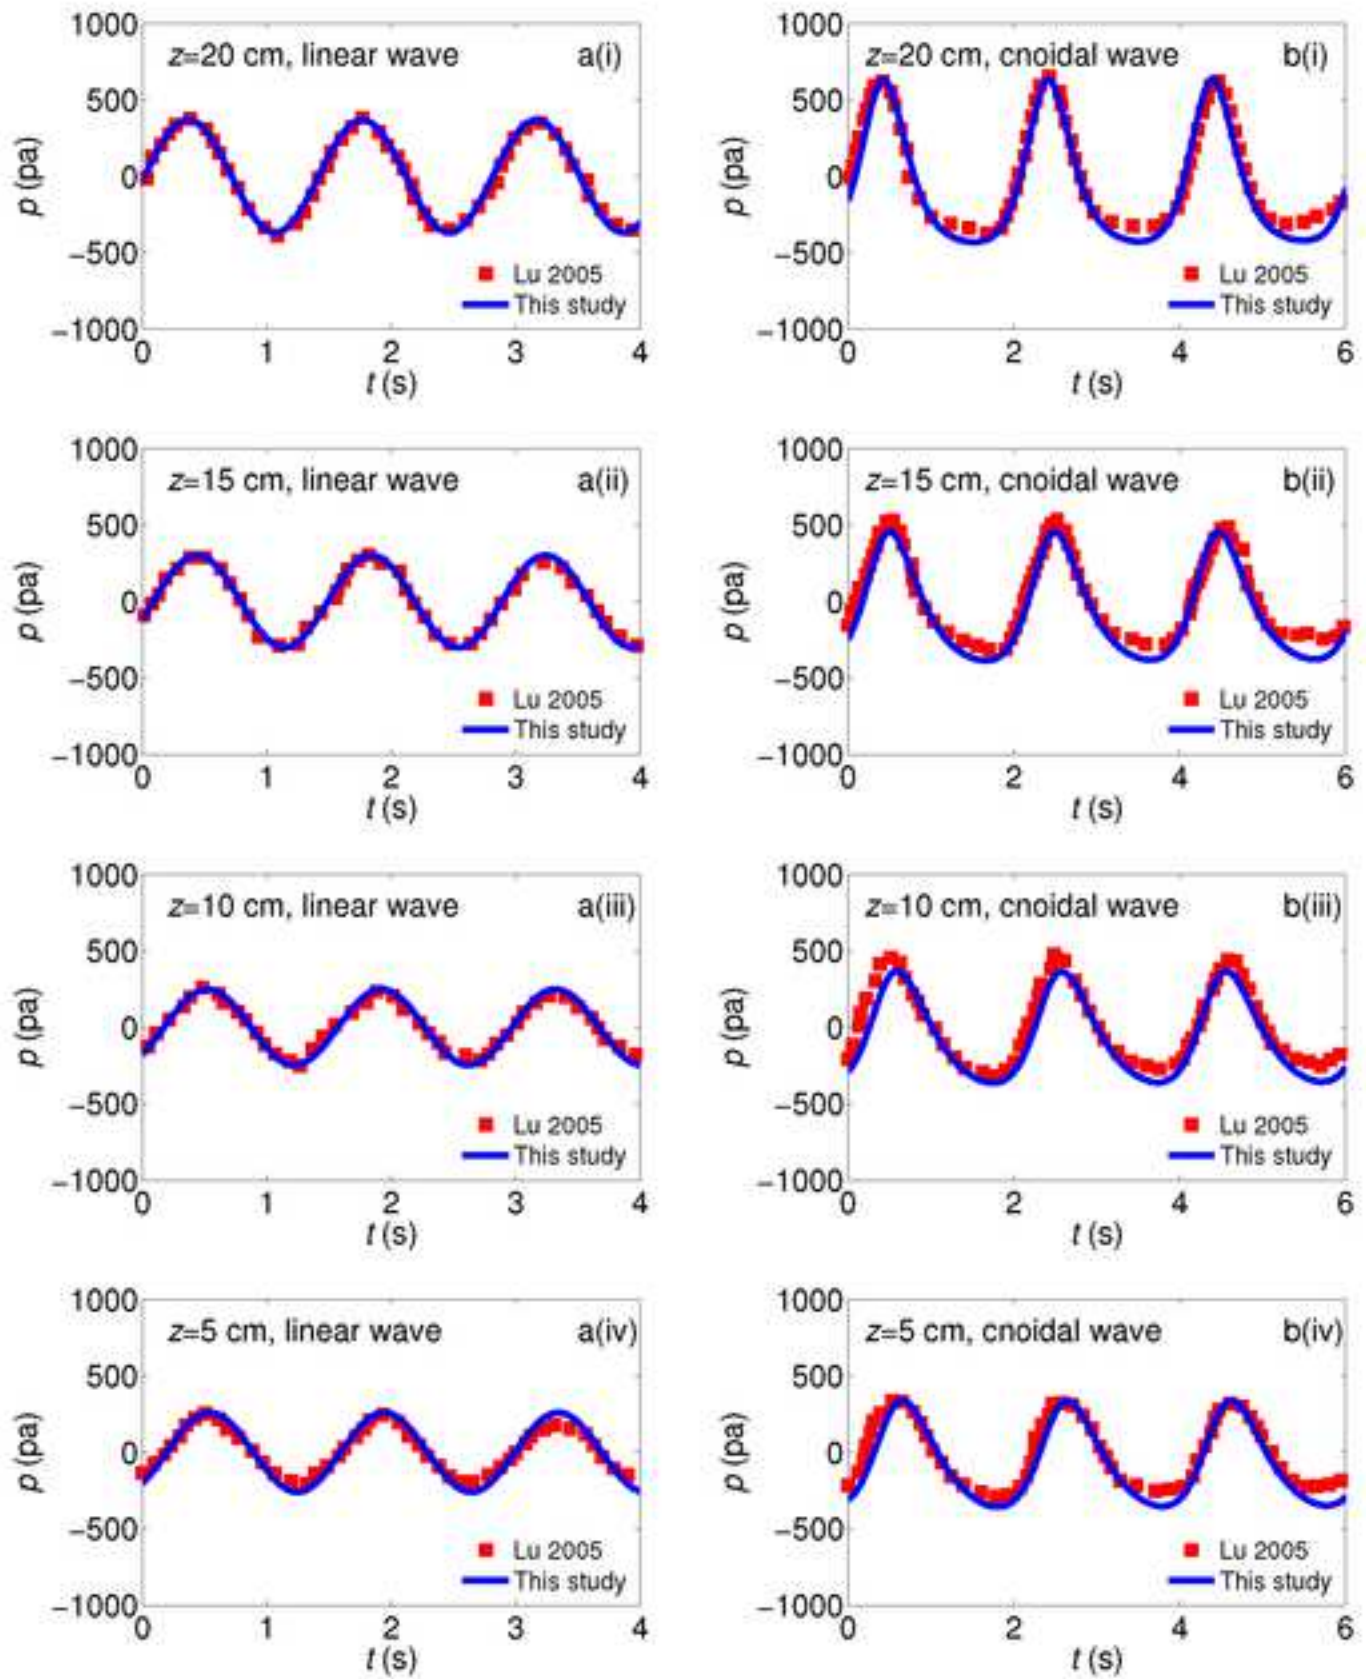 1000
z=20 cm, linear wave a(i)
500
0
p (pa)
−500
Lu 2005
This study
−1000
0 1 2 3 4
t (s)
1000
z=20 cm, cnoidal wave b(i)
500
0
p (pa)
−500
Lu 2005
This study
−1000
0 2 4 6
t (s)
1000
z=15 cm, linear wave a(ii)
500
0
p (pa)
−500
Lu 2005
This study
−1000
0 1 2 3 4
t (s)
1000
z=15 cm, cnoidal wave b(ii)
500
0
p (pa)
−500
Lu 2005
This study
−1000
0 2 4 6
t (s)
1000
z=10 cm, linear wave a(iii)
500
0
p (pa)
−500
Lu 2005
This study
−1000
0 1 2 3 4
t (s)
1000
z=10 cm, cnoidal wave b(iii)
500
0
p (pa)
−500
Lu 2005
This study
−1000
0 2 4 6
t (s)
1000
z=5 cm, linear wave a(iv)
500
0
p (pa)
−500
Lu 2005
This study
−1000
0 1 2 3 4
t (s)
1000
z=5 cm, cnoidal wave b(iv)
500
0
p (pa)
−500
Lu 2005
This study
−1000
0 2 4 6
t (s)